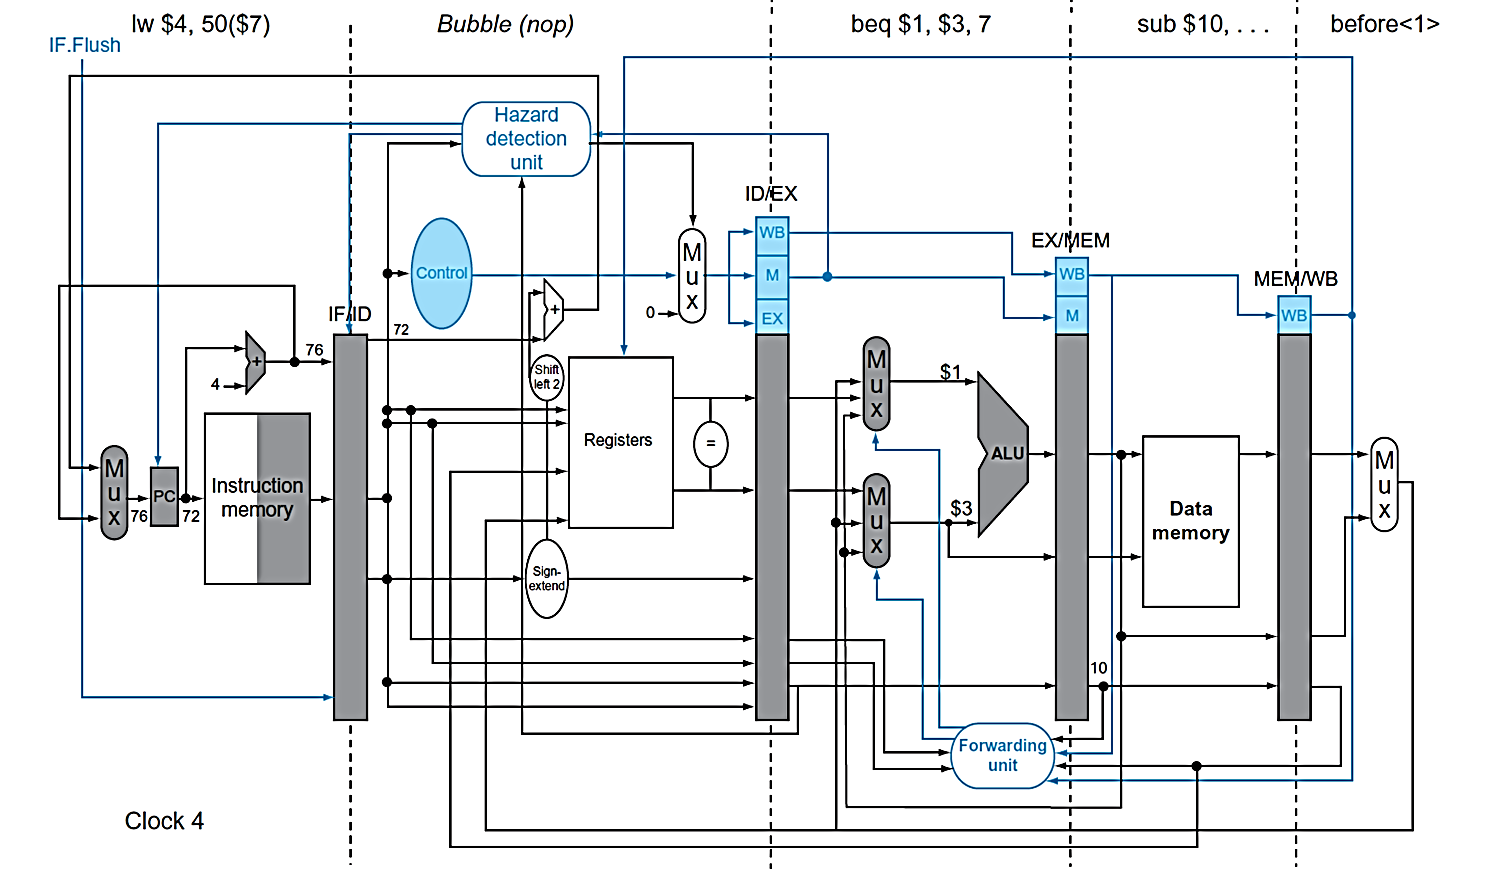 lw $4, 50($7)
Bubble (nop)
beq $1, $3, 7
sub $10, . . .
before<1>
IF.Flush
Hazard
detection
unit
ID/EX
WB
M
EX
Control
M
u
x
0
EX/MEM
WB
M
MEM/WB
WB
IF/ID
72
+
76
+
4
Shift
left 2
M
u
x
$1
Registers
=
ALU
M
u
x
76
PC
72
Instruction
memory
M
u
x
$3
Data
memory
M
u
x
Sign-
extend
10
Forwarding
unit
Clock 4